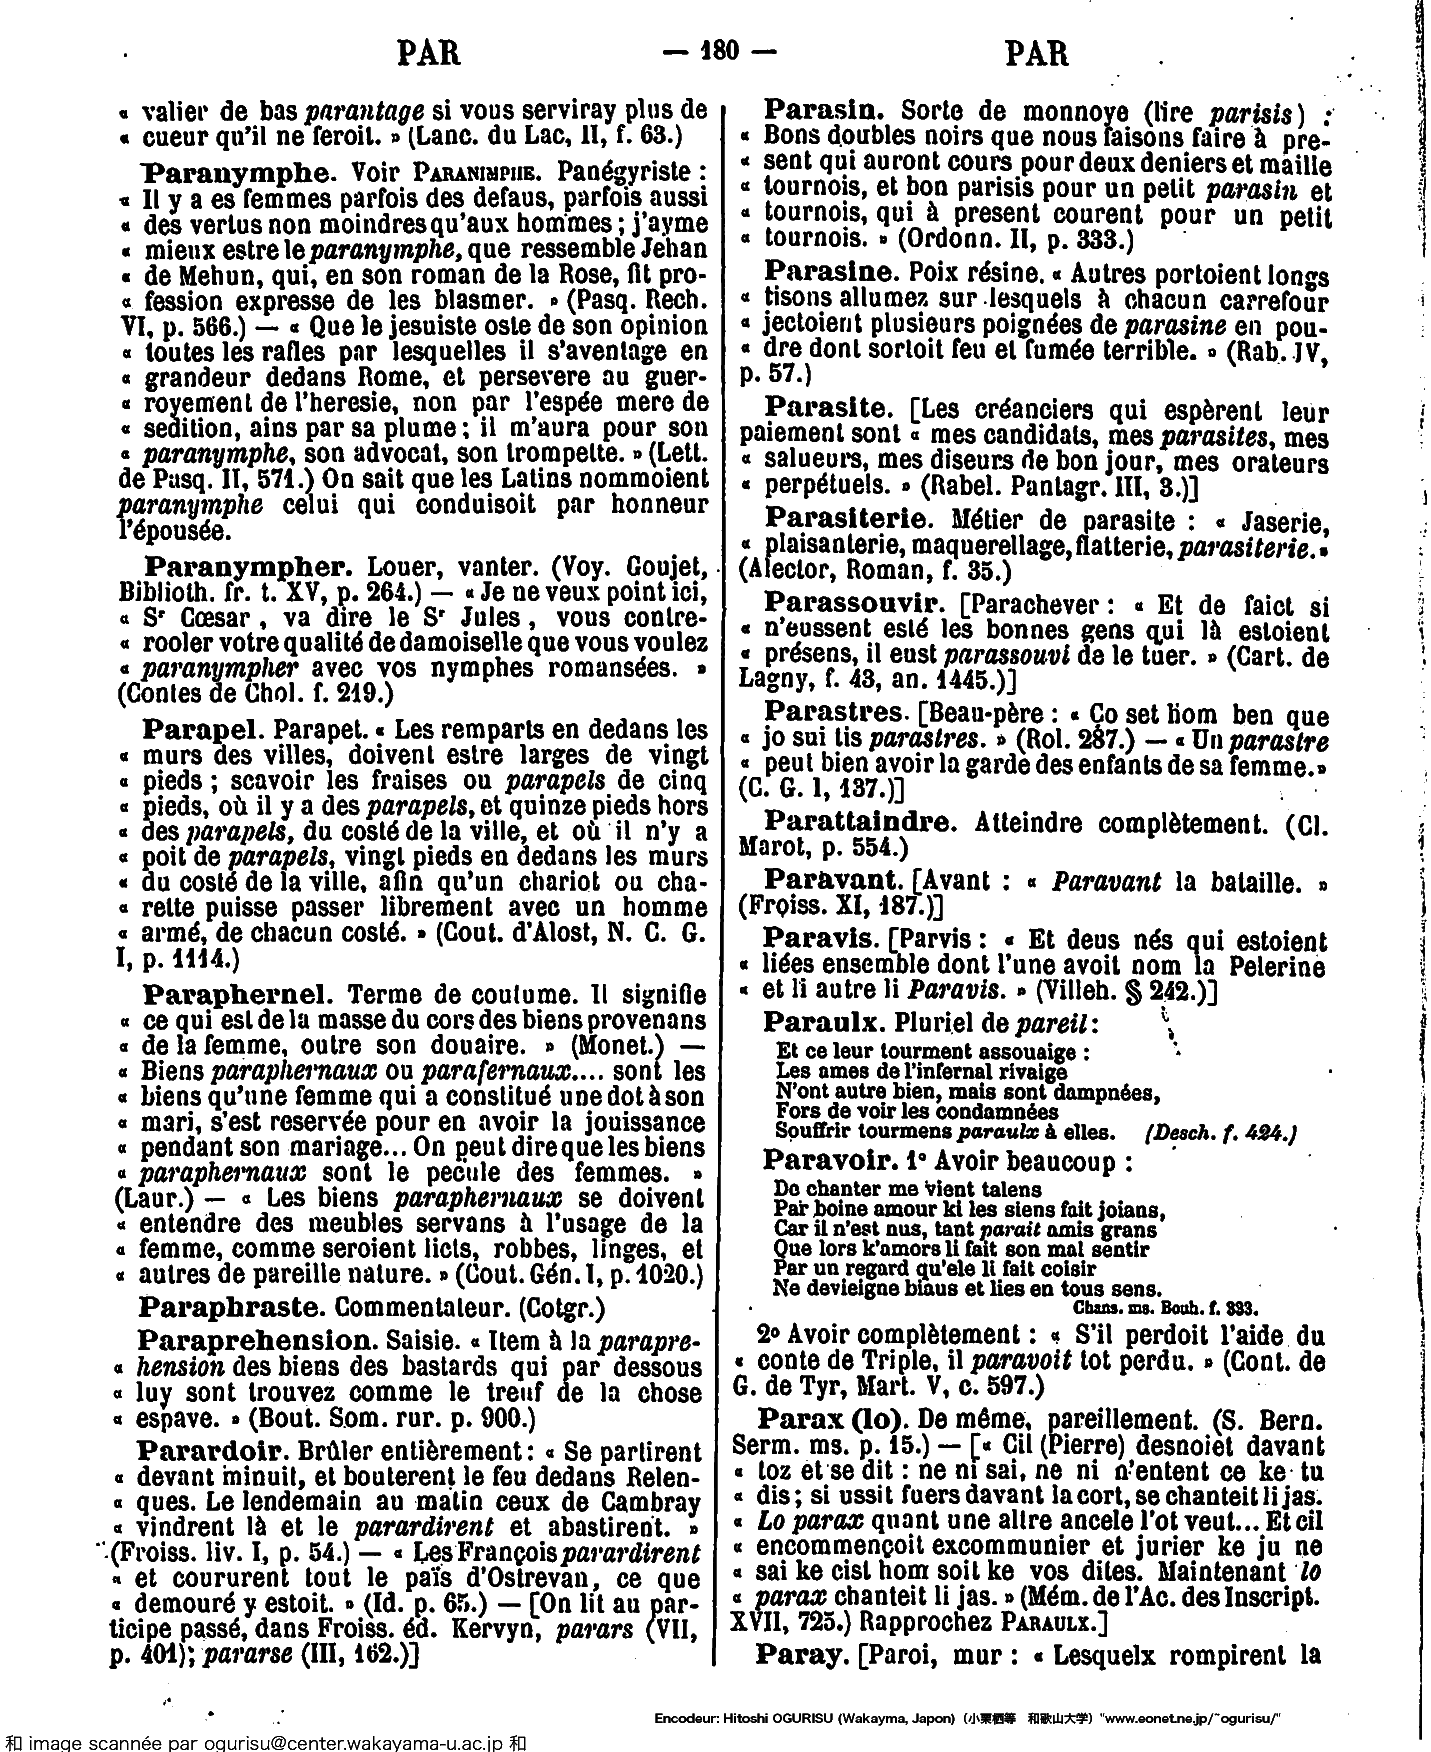 PAR — 180 — PAR
« valier de bas parantage si vous serviray plus de
« cueur qu'il ne feroit. » (Lanc. du Lac, II, f. 63.)
Paranymphe. Voir PARANIMPHE. Panégyriste :
« Il y a es femmes parfois des defaus, parfois aussi
« des vertus non moindres qu'aux hommes ; j'ayme
« mieux estre le paranymphe, que ressemble Jehan
« de Mehun, qui, en son roman de la Rose, fit pro-
« fession expresse de les blasmer. » (Pasq. Rech.
VI, p. 566.) — « Que le jesuiste oste de son opinion
« toutes les rafles par lesquelles il s'aventage en
« grandeur dedans Rome, et persevere au guer-
« royement de l'heresie, non par l'espée mere de
« sedition, ains par sa plume ; il m'aura pour son
« paranymphe, son advocat, son trompette. » (Lett.
de Pasq. II, 571.) On sait que les Latins nommoient
paranymphe celui qui conduisoit par honneur
l'épousée.
Paranympher. Louer, vanter. (Voy. Goujet,
Biblioth. fr. t. XV, p. 264.) — « Je ne veux point ici,
« Sr Cœsar , va dire le Sr Jules , vous contre-
« rooler votre qualité de damoiselle que vous voulez
« paranympher avec vos nymphes romansées. »
(Contes de Chol. f. 219.)
Parapel. Parapet. « Les remparts en dedans les
« murs des villes, doivent estre larges de vingt
« pieds ; scavoir les fraises ou parapels de cinq
« pieds, où il y a des parapels, et quinze pieds hors
« des parapels, du costé de la ville, et où il n'y a
« poit de parapels, vingt pieds en dedans les murs
« du costé de la ville, afin qu'un chariot ou cha-
« rette puisse passer librement avec un homme
« armé, de chacun costé. » (Cout. d'Alost, N. C. G.
I, p. 1114.)
Paraphernel. Terme de coutume. Il signifie
« ce qui est de la masse du cors des biens provenans
« de la femme, outre son douaire. » (Monet.) —
« Biens paraphernaux ou parafernaux.... sont les
« biens qu'une femme qui a constitué une dot à son
« mari, s'est reservée pour en avoir la jouissance
« pendant son mariage... On peut dire que les biens
« paraphernaux sont le pecule des femmes. »
(Laur.) — « Les biens paraphernaux se doivent
« entendre des meubles servans à l'usage de la
« femme, comme seroient licts, robbes, linges, et
« autres de pareille nature. » (Cout. Gén. I, p. 1020.)
Paraphraste. Commentateur. (Cotgr.)
Paraprehension. Saisie. « Item à la parapre-
« hension des biens des bastards qui par dessous
« luy sont trouvez comme le treuf de la chose
« espave. » (Bout. Som. rur. p. 900.)
Parardoir. Brûler entièrement : « Se partirent
« devant minuit, et bouterent le feu dedans Relen-
« ques. Le lendemain au matin ceux de Cambray
« vindrent là et le parardirent et abastirent. »
(Froiss. liv. I, p. 54.) — « Les François parardirent
« et coururent tout le païs d'Ostrevan, ce que
« demouré y estoit. » (Id. p. 65.) — [On lit au par-
ticipe passé, dans Froiss. éd. Kervyn, parars (VII,
p. 401); pararse (III, 162.)]
Parasin. Sorte de monnoye (lire parisis) :
« Bons doubles noirs que nous faisons faire à pre-
« sent qui auront cours pour deux deniers et maille
« tournois, et bon parisis pour un petit parasin et
« tournois, qui à present courent pour un petit
« tournois. » (Ordonn. II, p. 333.)
Parasine. Poix résine. « Autres portoient longs
« tisons allumez sur lesquels à chacun carrefour
« jectoient plusieurs poignées de parasine en pou-
« dre dont sortoit feu et fumée terrible. » (Rab. IV,
p. 57.)
Parasite. [Les créanciers qui espèrent leur
paiement sont « mes candidats, mes parasites, mes
« salueurs, mes diseurs de bon jour, mes orateurs
« perpétuels. » (Rabel. Pantagr. III, 3.)]
Parasiterie. Métier de parasite : « Jaserie,
« plaisanterie, maquerellage, flatterie, parasiterie. »
(Alector, Roman, f. 35.)
Parassouvir. [Parachever : « Et de faict si
« n'eussent esté les bonnes gens qui là estoient
« présens, il eust parassouvi de le tuer. » (Cart. de
Lagny, f. 43, an. 1445.)]
Parastres. [Beau-père : « Ço set hom ben que
« jo sui tis parastres. » (Rol. 287.) — « Un parastre
« peut bien avoir la garde des enfants de sa femme. »
(C. G. I, 137.)]
Parattaindre. Atteindre complètement. (Cl.
Marot, p. 554.)
Paravant. [Avant : « Paravant la bataille. »
(Froiss. XI, 187.)]
Paravis. [Parvis : « Et deus nés qui estoient
« liées ensemble dont l'une avoit nom la Pelerine
« et li autre li Paravis. » (Villeh. § 242.)]
Paraulx. Pluriel de pareil :
Et ce leur tourment assouaige :
Les ames de l'infernal rivaige
N'ont autre bien, mais sont dampnées,
Fors de voir les condamnées
Souffrir tourmens paraulx à elles. (Desch. f. 424.)
Paravoir. 1° Avoir beaucoup :
De chanter me vient talens
Par boine amour ki les siens fait joians,
Car il n'est nus, tant parait amis grans
Que lors k'amors li fait son mal sentir
Par un regard qu'ele li fait coisir
Ne devieigne biaus et lies en tous sens.
Chans. ms. Bouh. f. 333.
2° Avoir complètement : « S'il perdoit l'aide du
« conte de Triple, il paravoit tot perdu. » (Cont. de
G. de Tyr, Mart. V, c. 597.)
Parax (lo). De même, pareillement. (S. Bern.
Serm. ms. p. 15.) — [« Cil (Pierre) desnoiet davant
« toz et se dit : ne ni sai, ne ni n'entent ce ke tu
« dis ; si ussit fuers davant la cort, se chanteit li jas.
« Lo parax quant une altre ancele l'ot veut... Et cil
« encommençoit excommunier et jurier ke ju ne
« sai ke cist hom soit ke vos dites. Maintenant lo
« parax chanteit li jas. » (Mém. de l'Ac. des Inscript.
XVII, 725.) Rapprochez PARAULX.]
Paray. [Paroi, mur : « Lesquelx rompirent la
Encodeur: Hitoshi OGURISU (Wakayma, Japon) (小栗栖等 和歌山大学) "www.eonet.ne.jp/~ogurisu/"
和 image scannée par ogurisu@center.wakayama-u.ac.jp 和